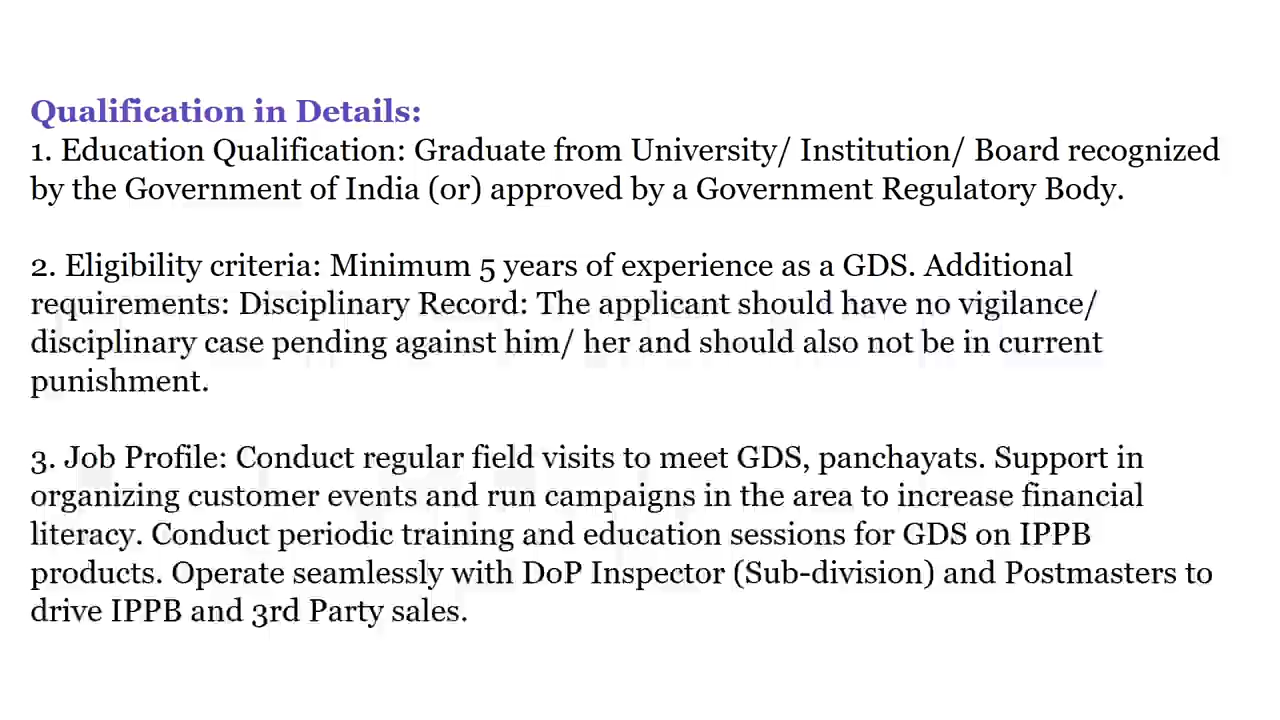 Qualification in Details:
1. Education Qualification: Graduate from University/ Institution/ Board recognized
by the Government of India (or) approved by a Government Regulatory Body.
2. Eligibility criteria: Minimum 5 years of experience as a GDS. Additional
requirements: Disciplinary Record: The applicant should have no vigilance/
disciplinary case pending against him/ her and should also not be in current
punishment.
3. Job Profile: Conduct regular field visits to meet GDS, panchayats. Support in
organizing customer events and run campaigns in the area to increase financial
literacy. Conduct periodic training and education sessions for GDS on IPPB
products. Operate seamlessly with DoP Inspector (Sub-division) and Postmasters to
drive IPPB and 3rd Party sales.